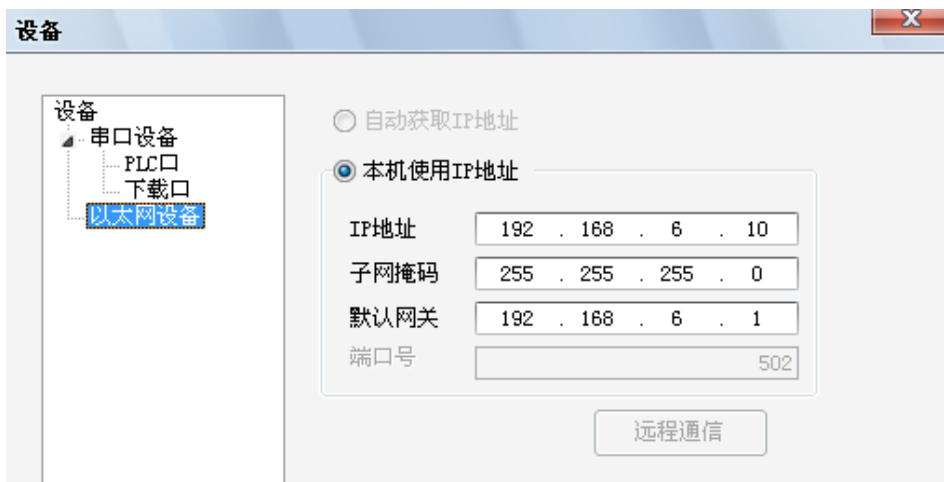 设备
设备
串口设备
PLC口
下载口
以太网设备
自动获取IP地址
本机使用IP地址
IP地址 192 . 168 . 6 . 10
子网掩码 255 . 255 . 255 . 0
默认网关 192 . 168 . 6 . 1
端口号 502
远程通信